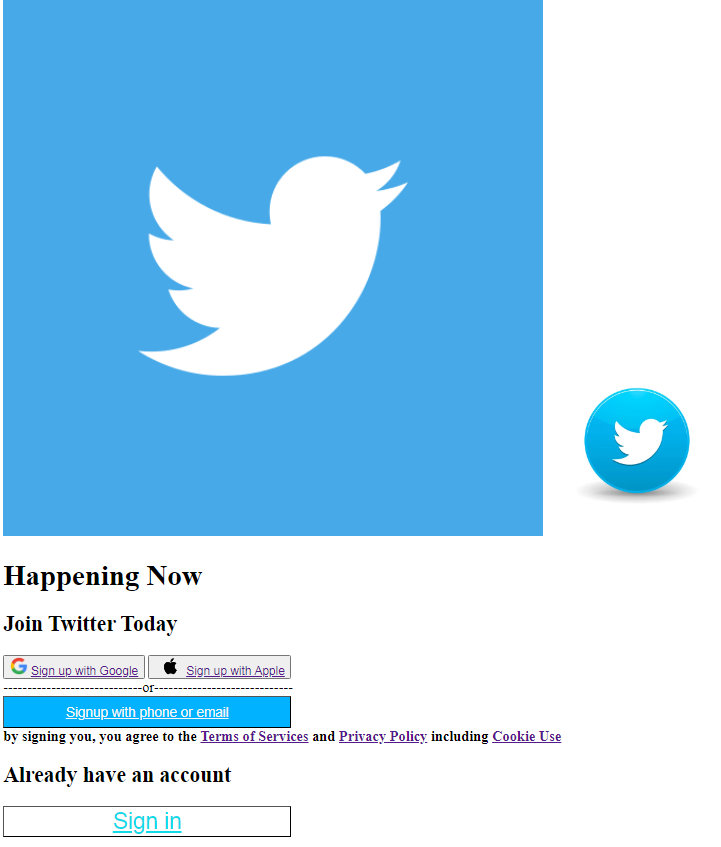 Happening Now
Join Twitter Today
Sign up with Google Sign up with Apple
-----------------------------or-----------------------------
Signup with phone or email
by signing you, you agree to the Terms of Services and Privacy Policy including Cookie Use
Already have an account
Sign in